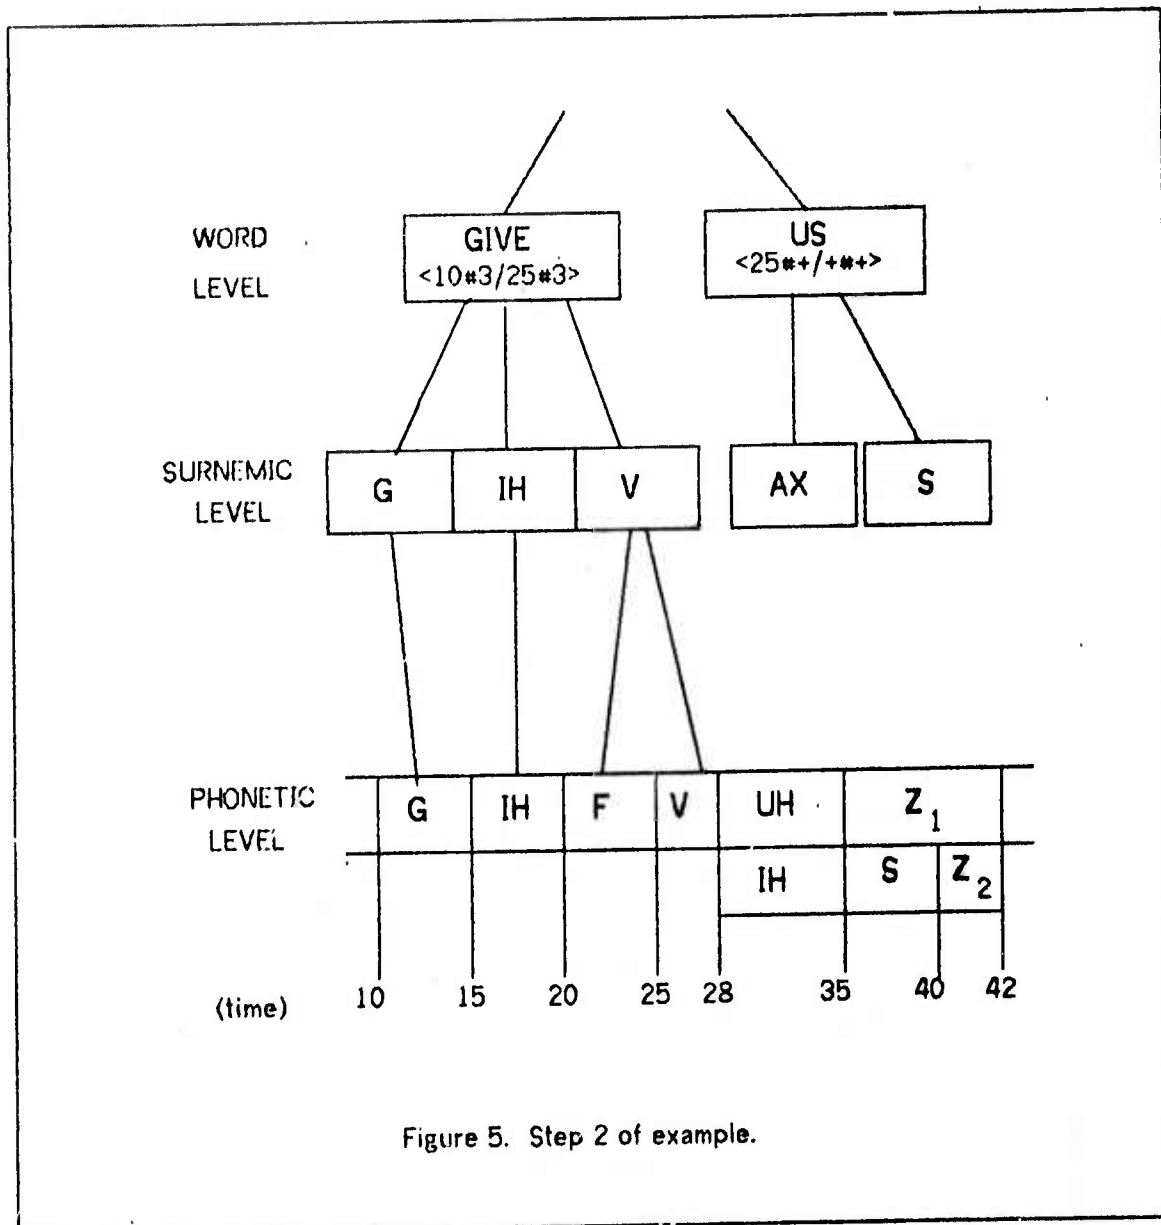 WORD
LEVEL
GIVE
<10#3/25#3>
US
<25#+/+#+>
SURNEMIC
LEVEL
G IH V AX S
PHONETIC
LEVEL
G IH F V UH Z1
IH S Z2
(time) 10 15 20 25 28 35 40 42
Figure 5. Step 2 of example.